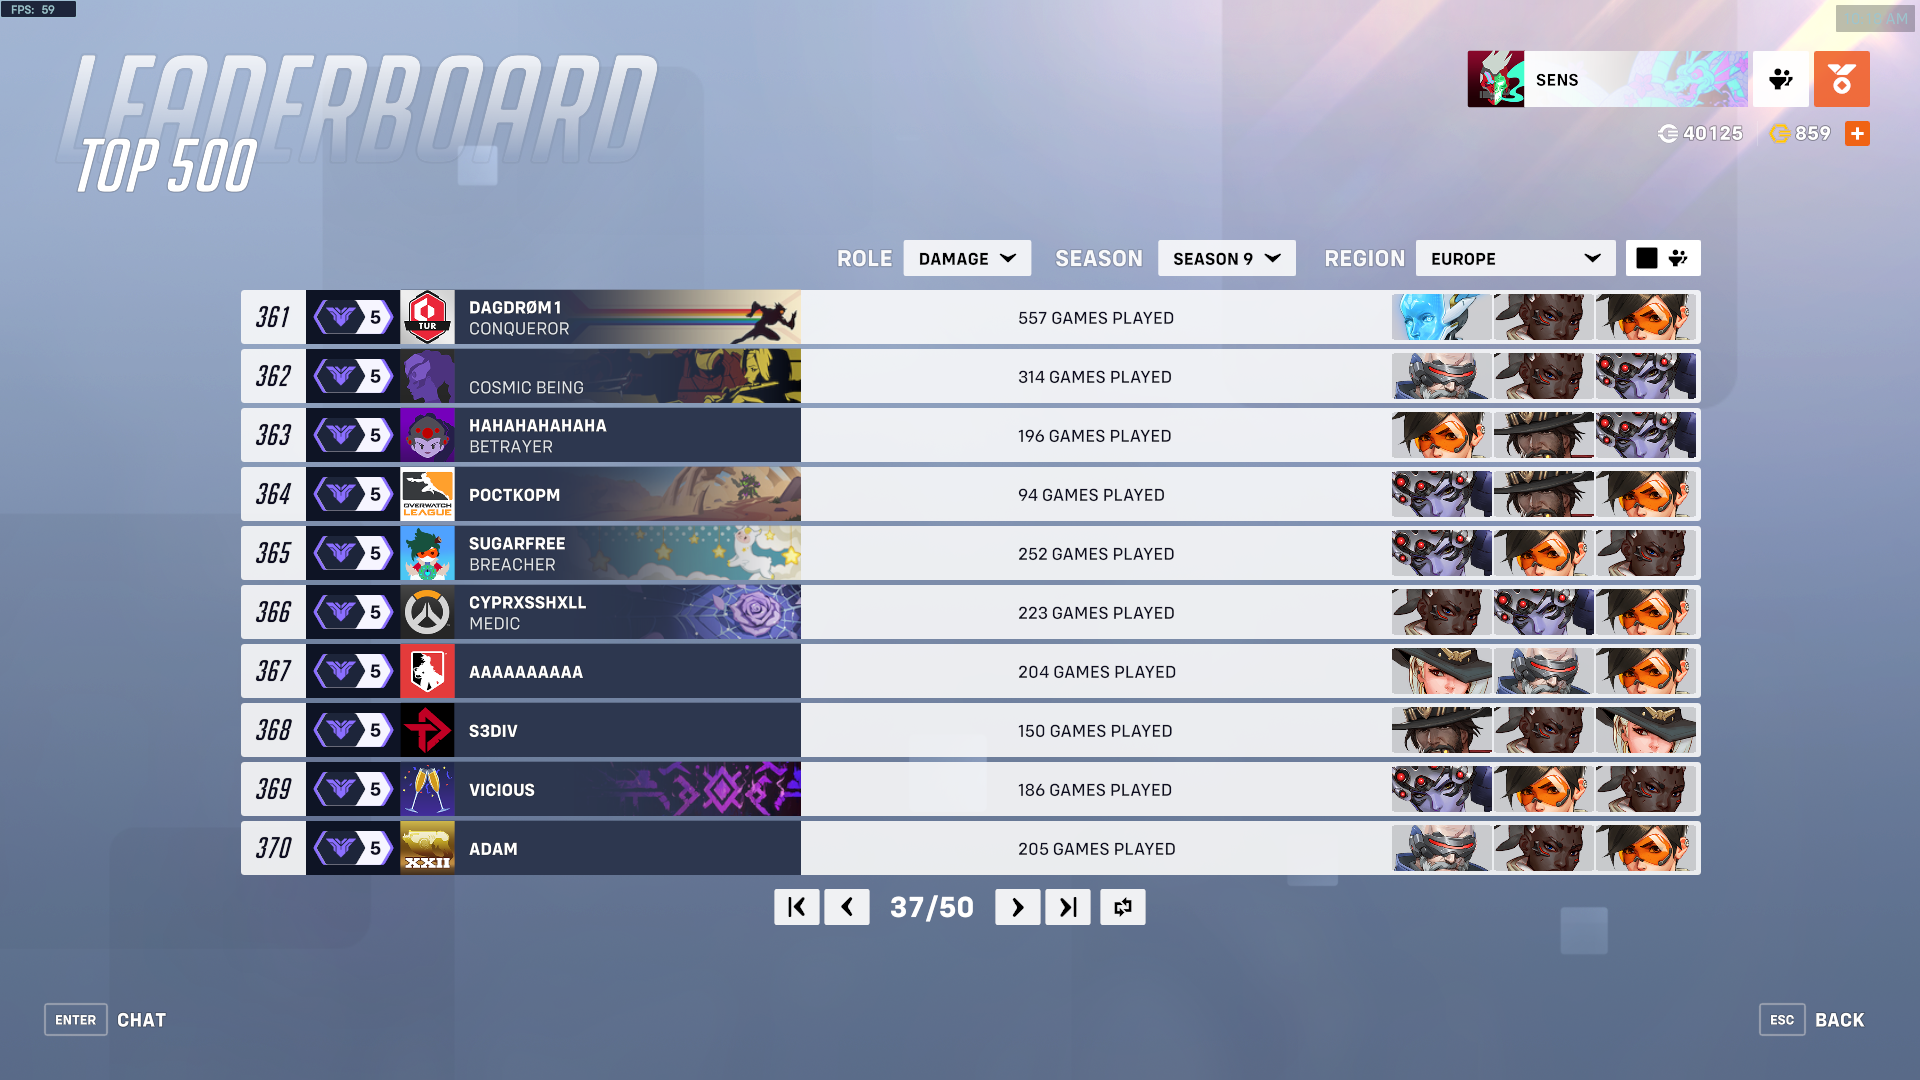 FPS: 59
LEADERBOARD
TOP 500
SENS
40125
859
ROLE
DAMAGE
SEASON
SEASON 9
REGION
EUROPE
361 5 TUR DAGDRØM1 CONQUEROR 557 GAMES PLAYED
362 5 COSMIC BEING 314 GAMES PLAYED
363 5 HAHAHAHAHAHA BETRAYER 196 GAMES PLAYED
364 5 OVERWATCH LEAGUE POCTKOPM 94 GAMES PLAYED
365 5 SUGARFREE BREACHER 252 GAMES PLAYED
366 5 CYPRXSSHXLL MEDIC 223 GAMES PLAYED
367 5 AAAAAAAAAA 204 GAMES PLAYED
368 5 S3DIV 150 GAMES PLAYED
369 5 VICIOUS 186 GAMES PLAYED
370 5 XXII ADAM 205 GAMES PLAYED
37/50
ENTER CHAT
ESC BACK